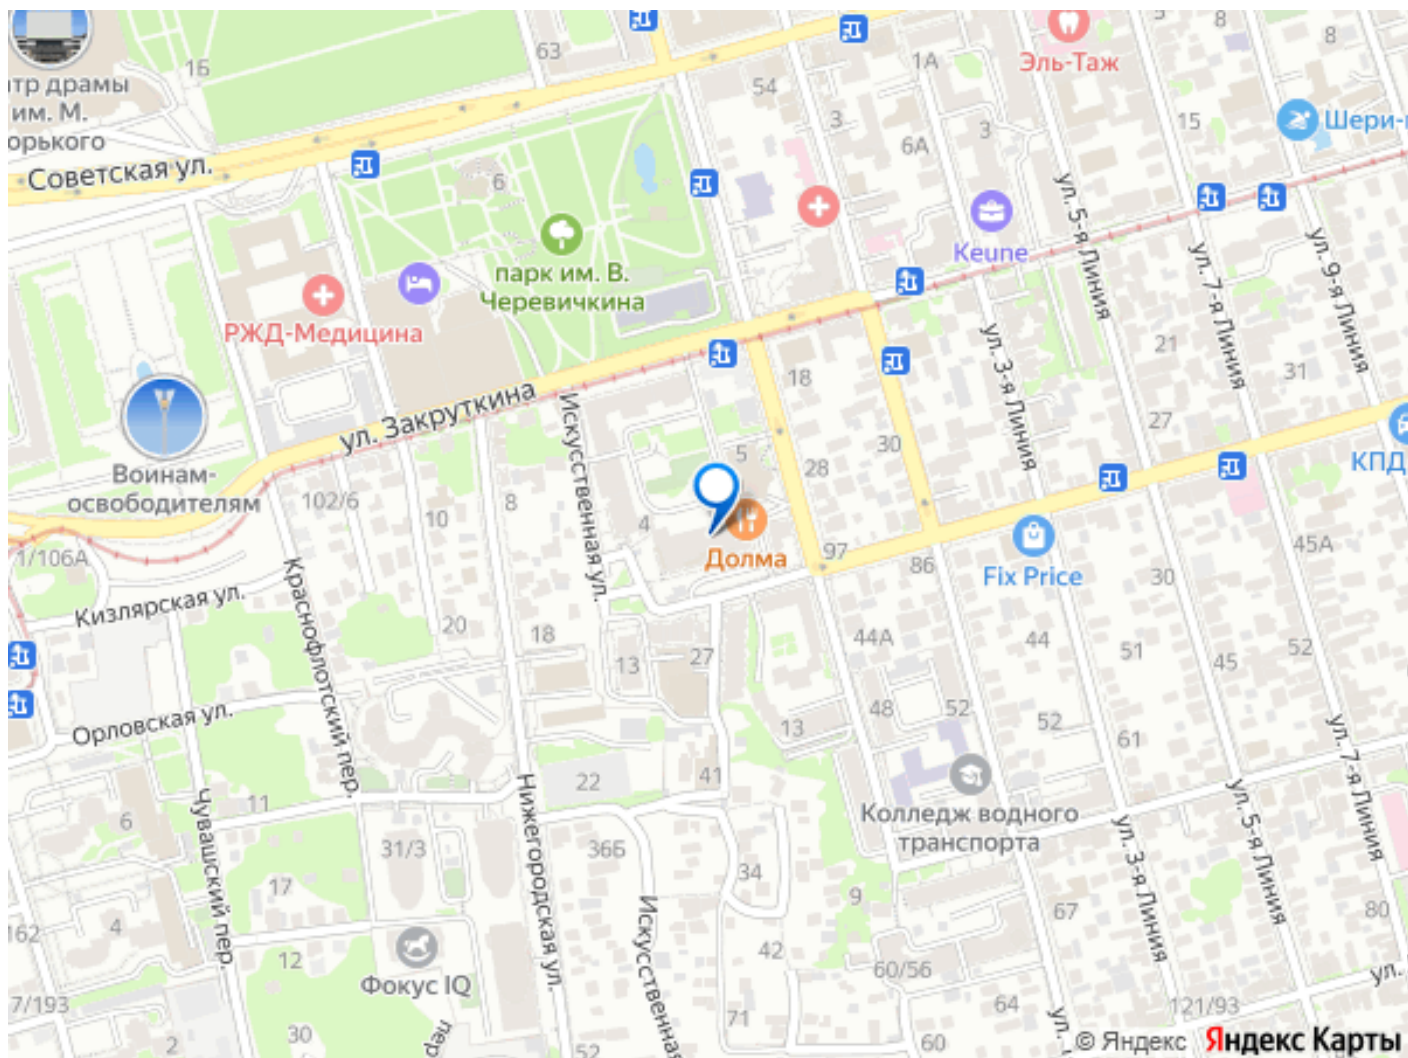 63
1Б
тр драмы
им. М.
орького
Советская ул.
54
1А
Эль-Таж
5
8
8
3
6А
3
15
Шери-
6
парк им. В.
Черевичкина
РЖД-Медицина
Keune
ул. 5-я Линия
ул. 7-я Линия
ул. 9-я Линия
ул. 3-я Линия
21
31
18
ул. Закруткина
Искусственная ул.
Воинам-
освободителям
102/6
10
8
5
28
30
27
КПД
4
Долма
97
86
Fix Price
45А
1/106А
Кизлярская ул.
Краснофлотский пер.
20
18
13
27
44А
44
30
51
45
52
Орловская ул.
13
48
52
52
61
ул. 7-я Линия
Чувашский пер.
11
6
Нижегородская ул.
22
41
Колледж водного
транспорта
ул. 3-я Линия
ул. 5-я Линия
31/3
36Б
34
17
4
162
12
Фокус IQ
Искусственная
9
42
67
80
60/56
7/193
30
2
пер
52
71
60
64
ул.
121/93
ул.
© Яндекс Яндекс Карты